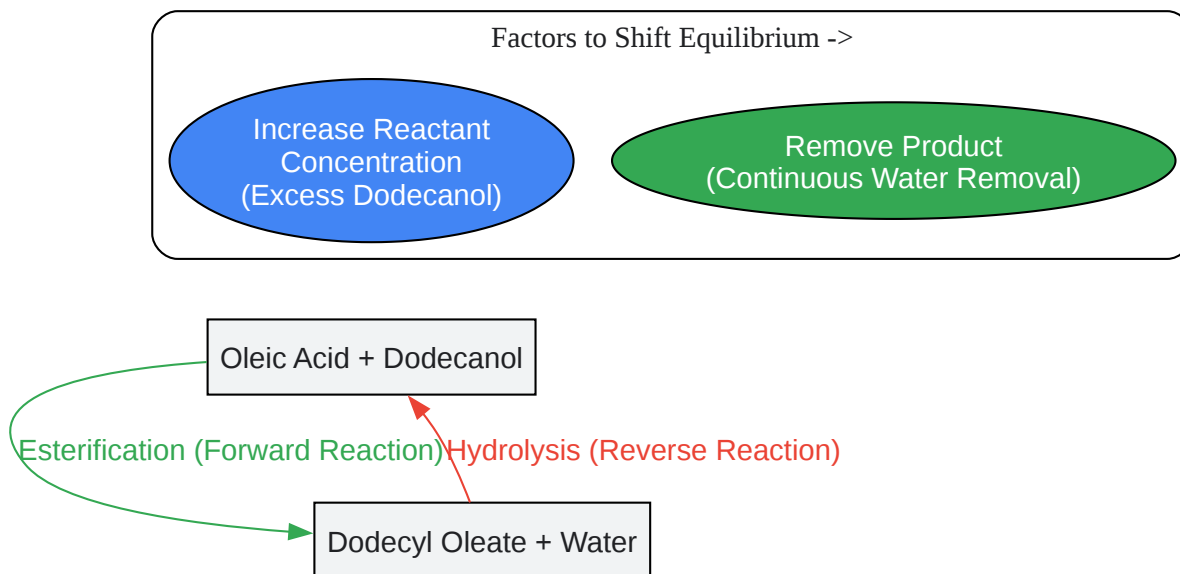 Factors to Shift Equilibrium ->
Increase Reactant
Concentration
(Excess Dodecanol)
Remove Product
(Continuous Water Removal)
Oleic Acid + Dodecanol
Esterification (Forward Reaction)
Hydrolysis (Reverse Reaction)
Dodecyl Oleate + Water